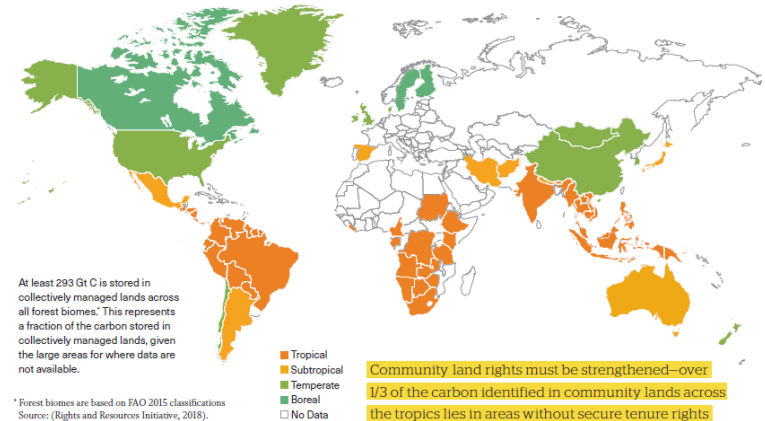 At least 293 Gt C is stored in
collectively managed lands across
all forest biomes.* This represents
a fraction of the carbon stored in
collectively managed lands, given
the large areas for where data are
not available.
* Forest biomes are based on FAO 2015 classifications
Source: (Rights and Resources Initiative, 2018).
Tropical
Subtropical
Temperate
Boreal
No Data
Community land rights must be strengthened—over
1/3 of the carbon identified in community lands across
the tropics lies in areas without secure tenure rights